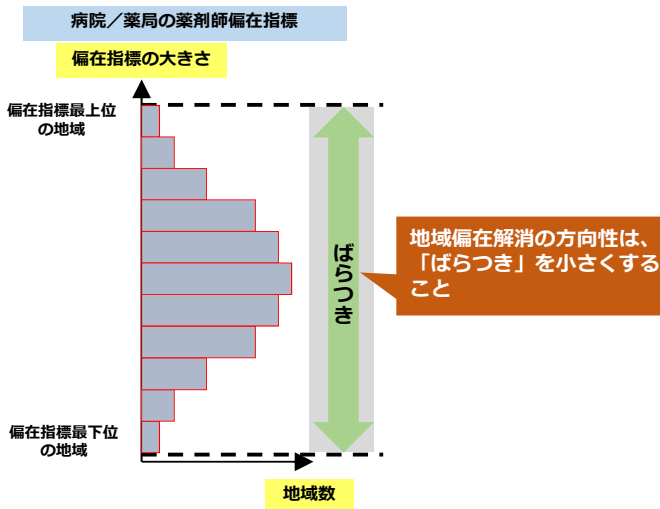 病院／薬局の薬剤師偏在指標
偏在指標の大きさ
偏在指標最上位
の地域
ばらつき
地域偏在解消の方向性は、
「ばらつき」を小さくする
こと
偏在指標最下位
の地域
地域数